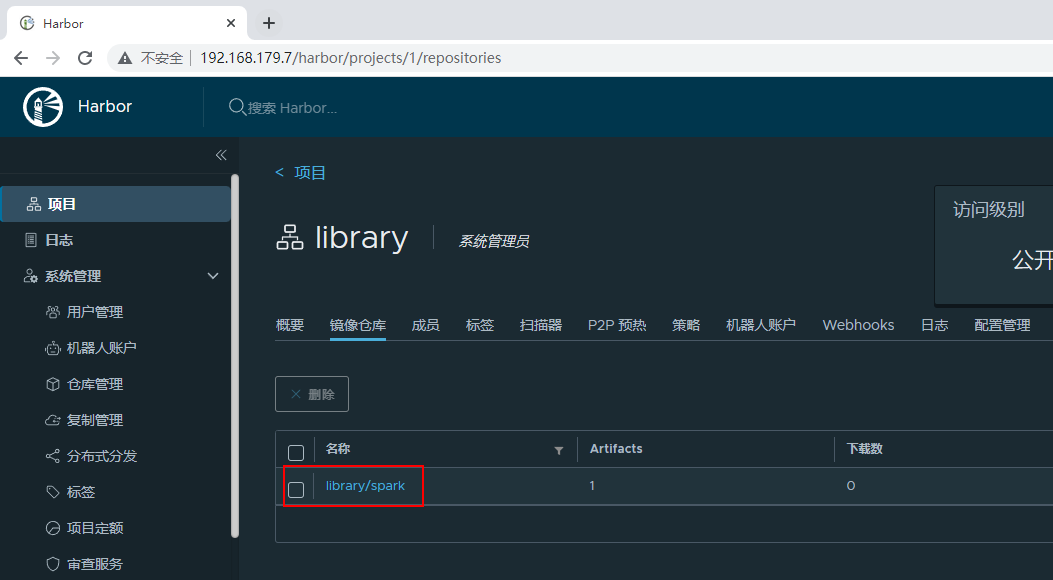 Harbor
不安全 192.168.179.7/harbor/projects/1/repositories
Harbor 搜索 Harbor...
< 项目
项目
日志
系统管理
用户管理
机器人账户
仓库管理
复制管理
分布式分发
标签
项目定额
审查服务
library 系统管理员
访问级别
公开
概要 镜像仓库 成员 标签 扫描器 P2P 预热 策略 机器人账户 Webhooks 日志 配置管理
删除
名称 Artifacts 下载数
library/spark 1 0